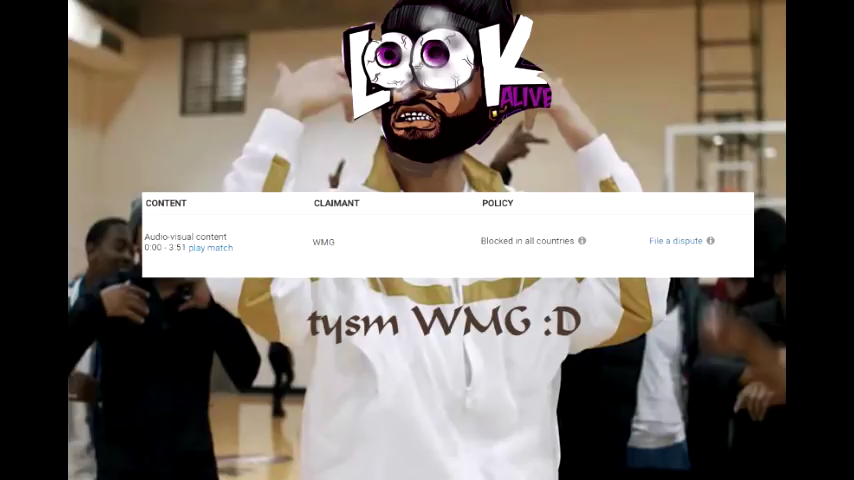 LOOK
ALIVE
CONTENT CLAIMANT POLICY
Audio-visual content
0:00 - 3:51 play match WMG Blocked in all countries File a dispute
tysm WMG :D